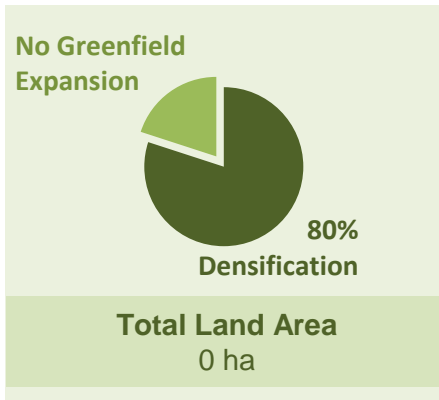 No Greenfield
Expansion
80%
Densification
Total Land Area
0 ha